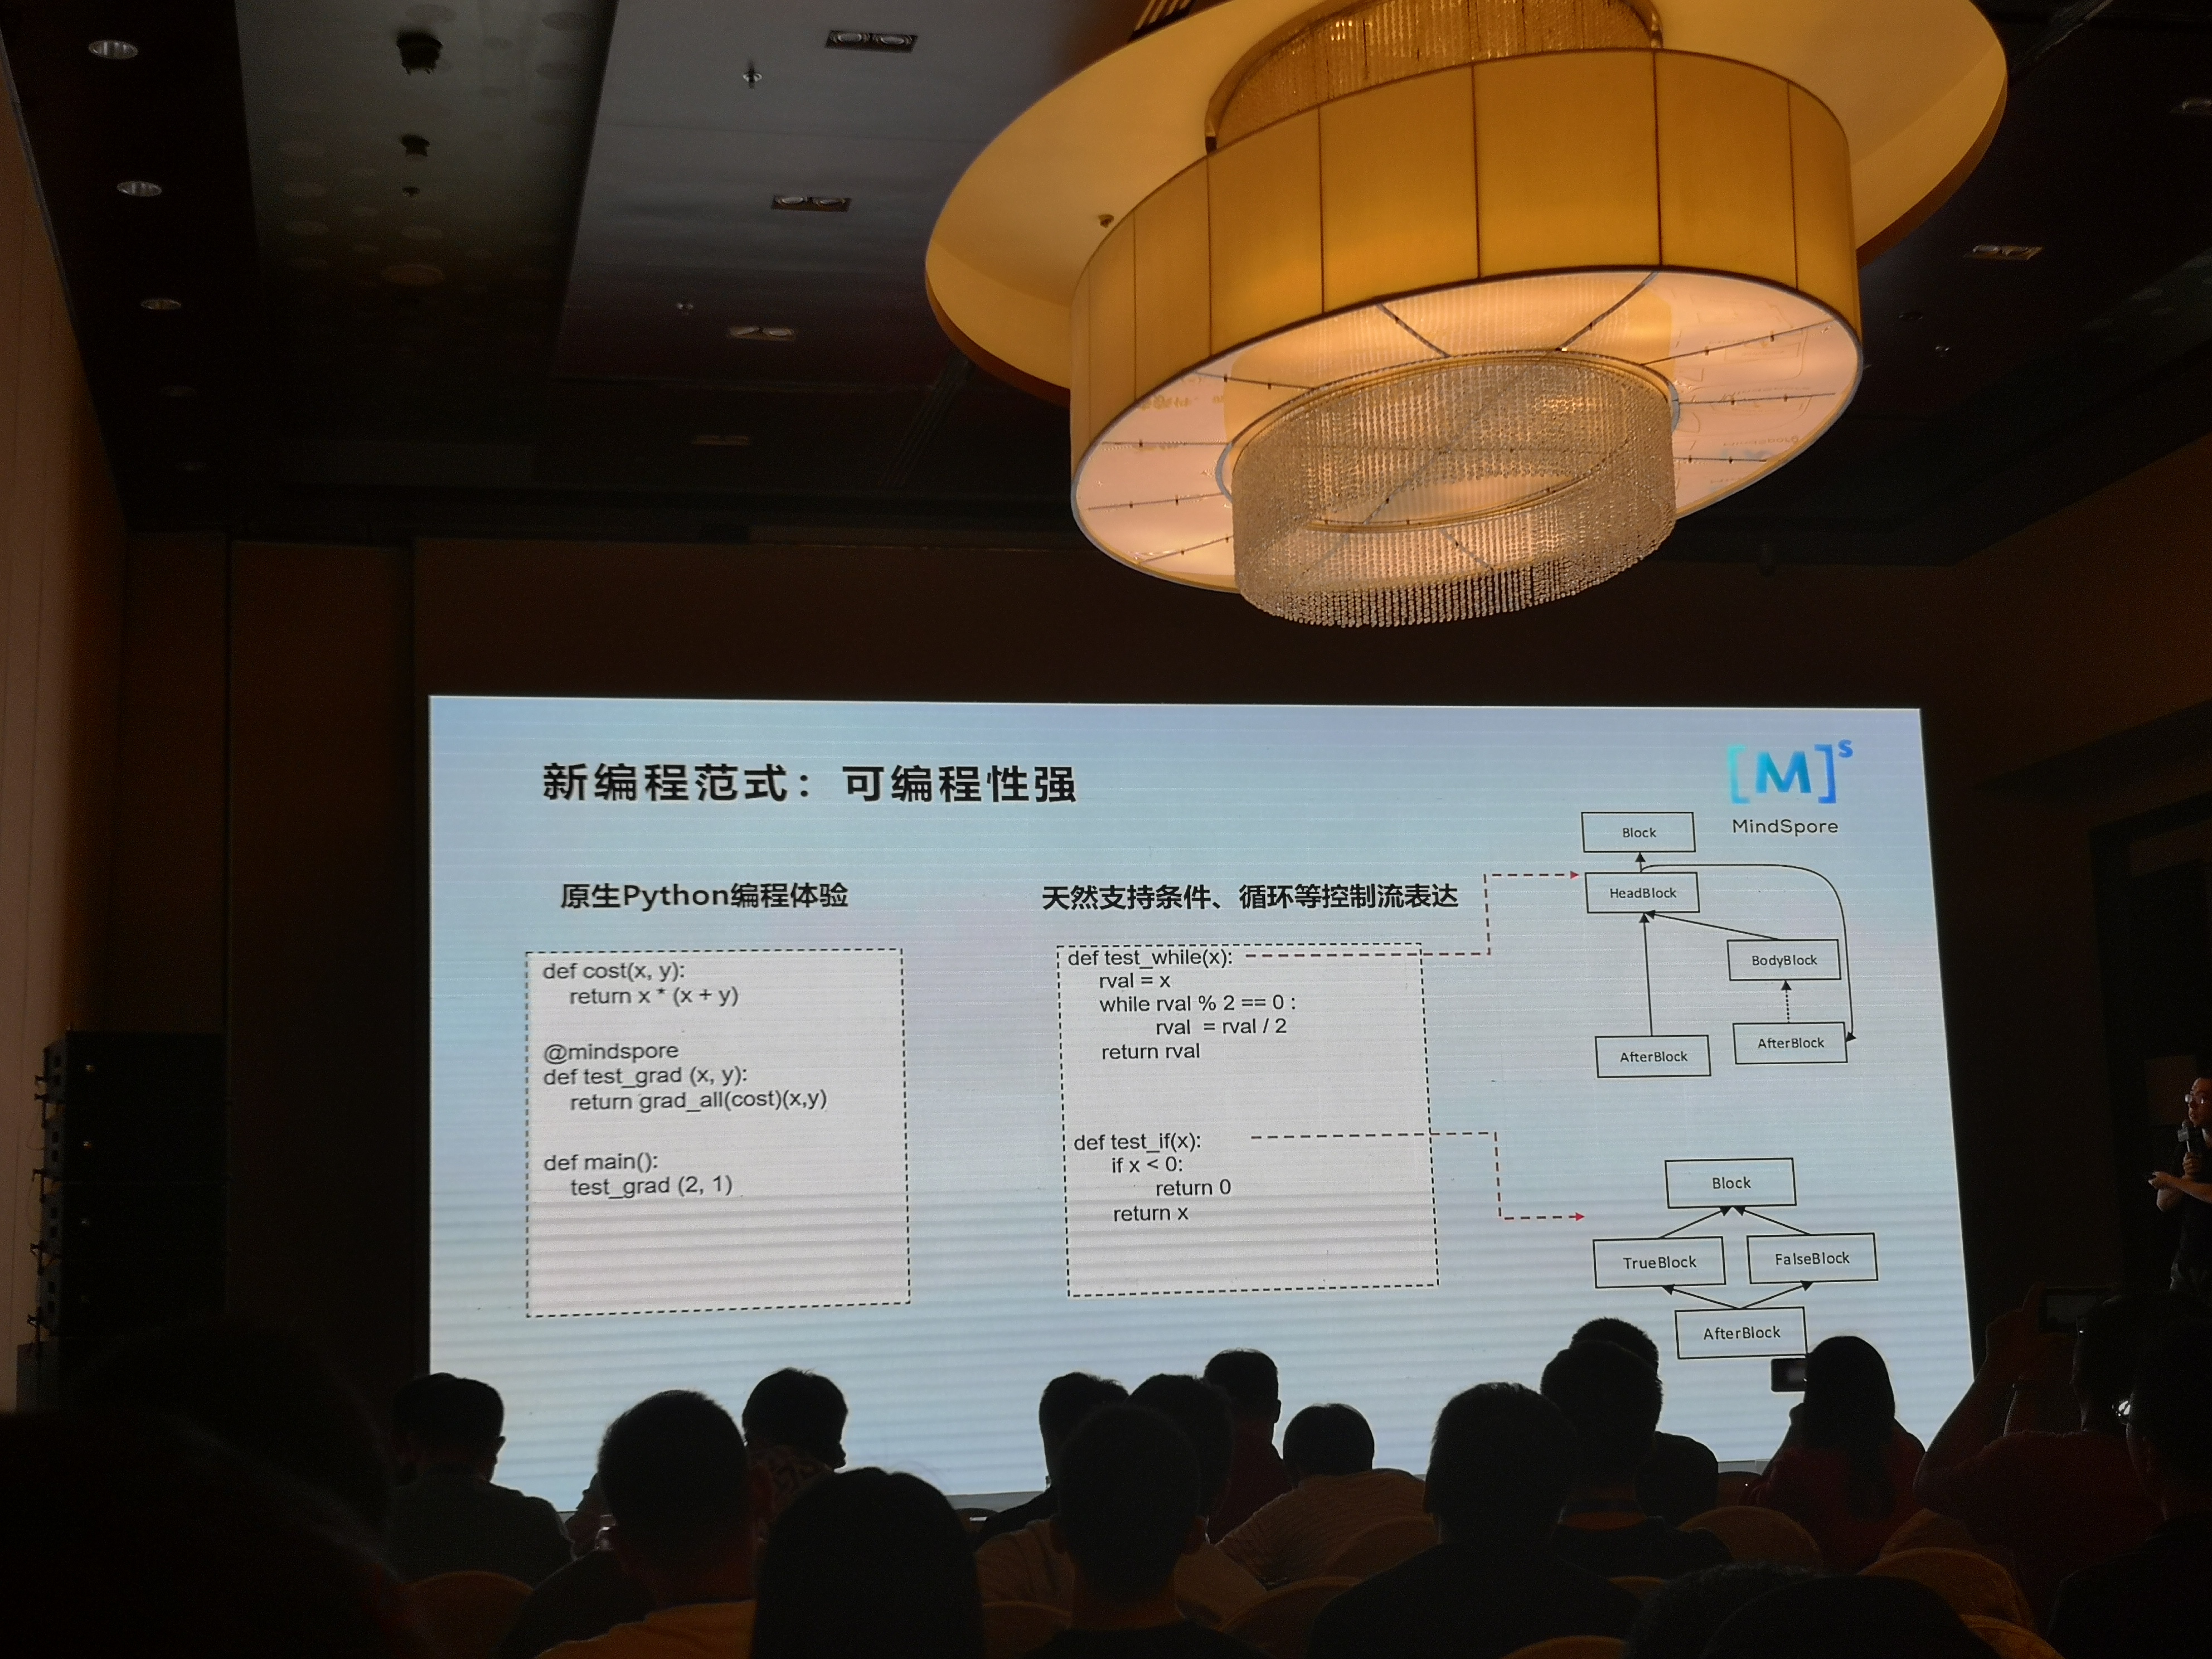 新编程范式：可编程性强
[M]s
MindSpore
原生Python编程体验
def cost(x, y):
return x * (x + y)
@mindspore
def test_grad (x, y):
return grad_all(cost)(x,y)
def main():
test_grad (2, 1)
天然支持条件、循环等控制流表达
def test_while(x):
rval = x
while rval % 2 == 0 :
rval = rval / 2
return rval
def test_if(x):
if x < 0:
return 0
return x
Block
HeadBlock
BodyBlock
AfterBlock
AfterBlock
Block
TrueBlock
FalseBlock
AfterBlock